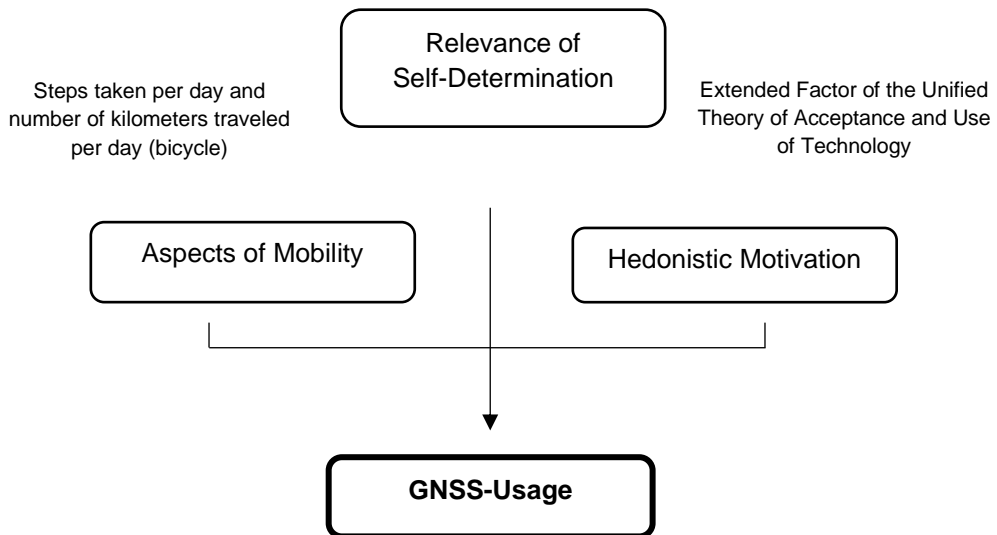 Relevance of
Self-Determination
Steps taken per day and
number of kilometers traveled
per day (bicycle)
Extended Factor of the Unified
Theory of Acceptance and Use
of Technology
Aspects of Mobility
Hedonistic Motivation
GNSS-Usage